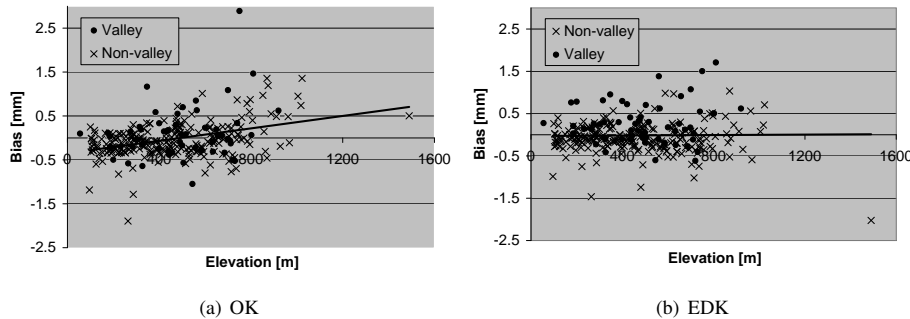 Valley
Non-valley
2.5
1.5
0.5
-0.5
-1.5
-2.5
Bias [mm]
0 400 800 1200 1600
Elevation [m]
(a) OK
Non-valley
Valley
2.5
1.5
0.5
-0.5
-1.5
-2.5
Bias [mm]
0 400 800 1200 1600
Elevation [m]
(b) EDK